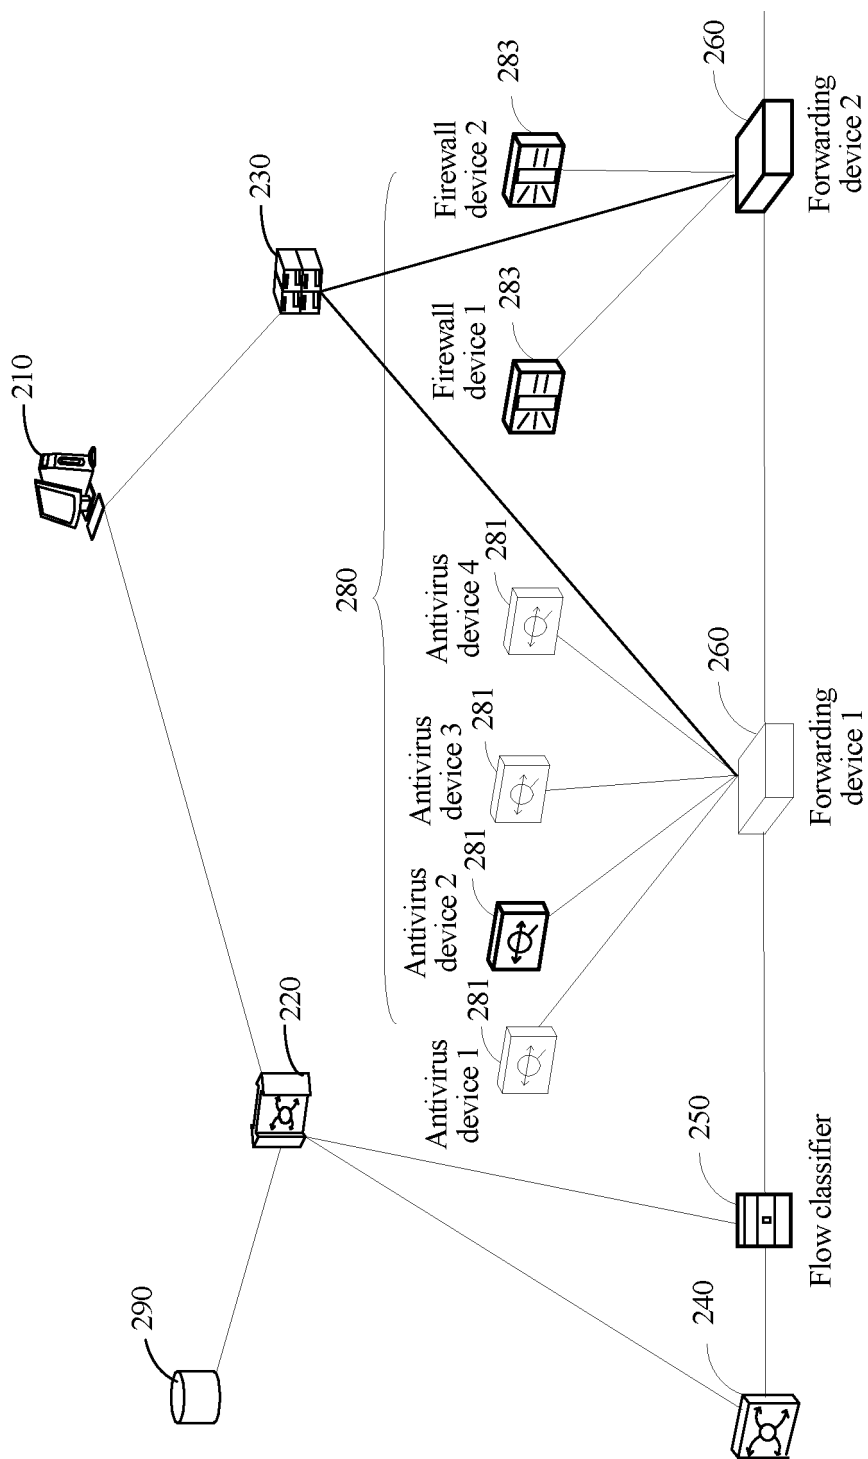 210
290
220
230
280
Antivirus
device 1
281
Antivirus
device 2
281
Antivirus
device 3
281
Antivirus
device 4
281
Firewall
device 1
283
Firewall
device 2
283
240
250
260
260
Flow classifier
Forwarding
device 1
Forwarding
device 2